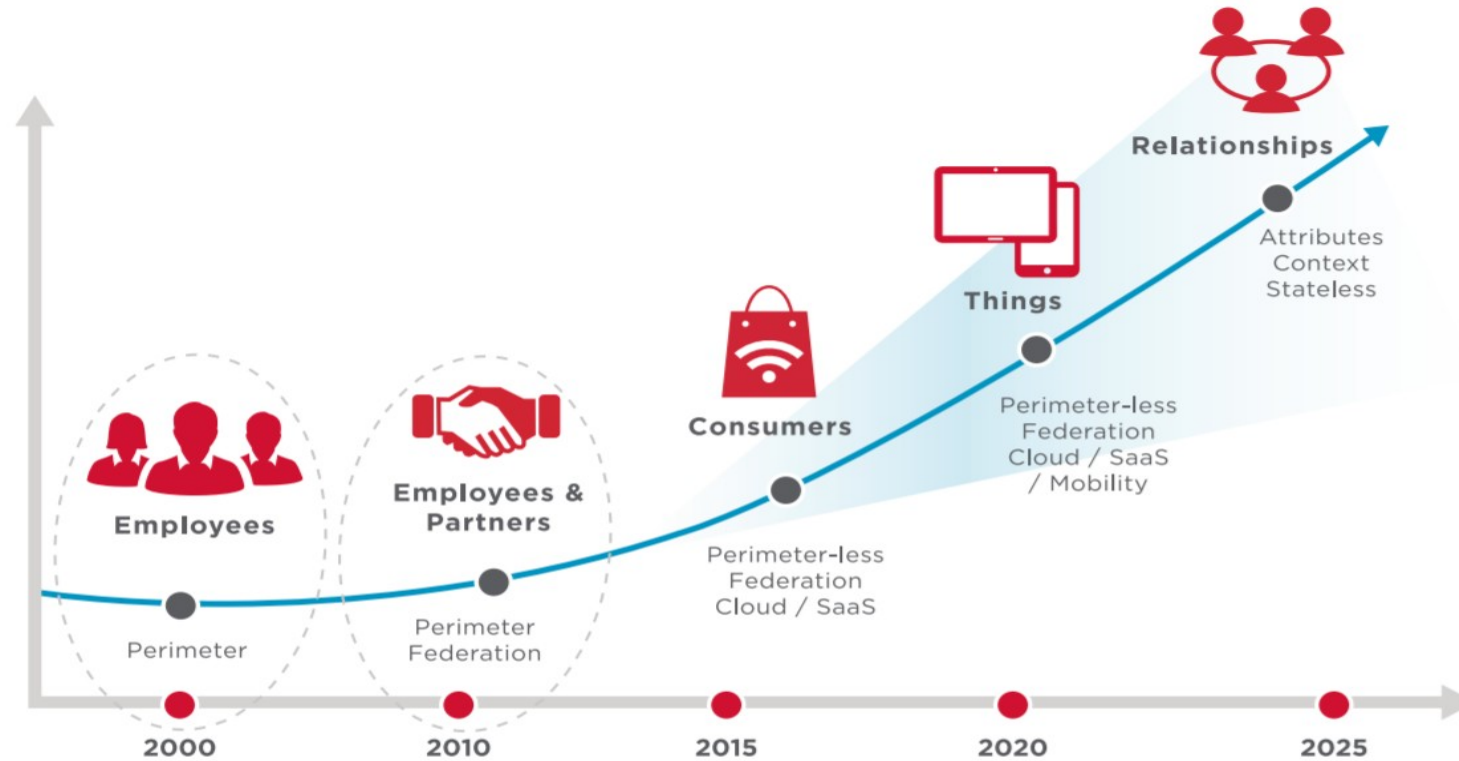 Relationships
Attributes
Context
Stateless
Things
Perimeter-less
Federation
Cloud / SaaS
/ Mobility
Consumers
Perimeter-less
Federation
Cloud / SaaS
Employees &
Partners
Perimeter
Federation
Employees
Perimeter
2000
2010
2015
2020
2025